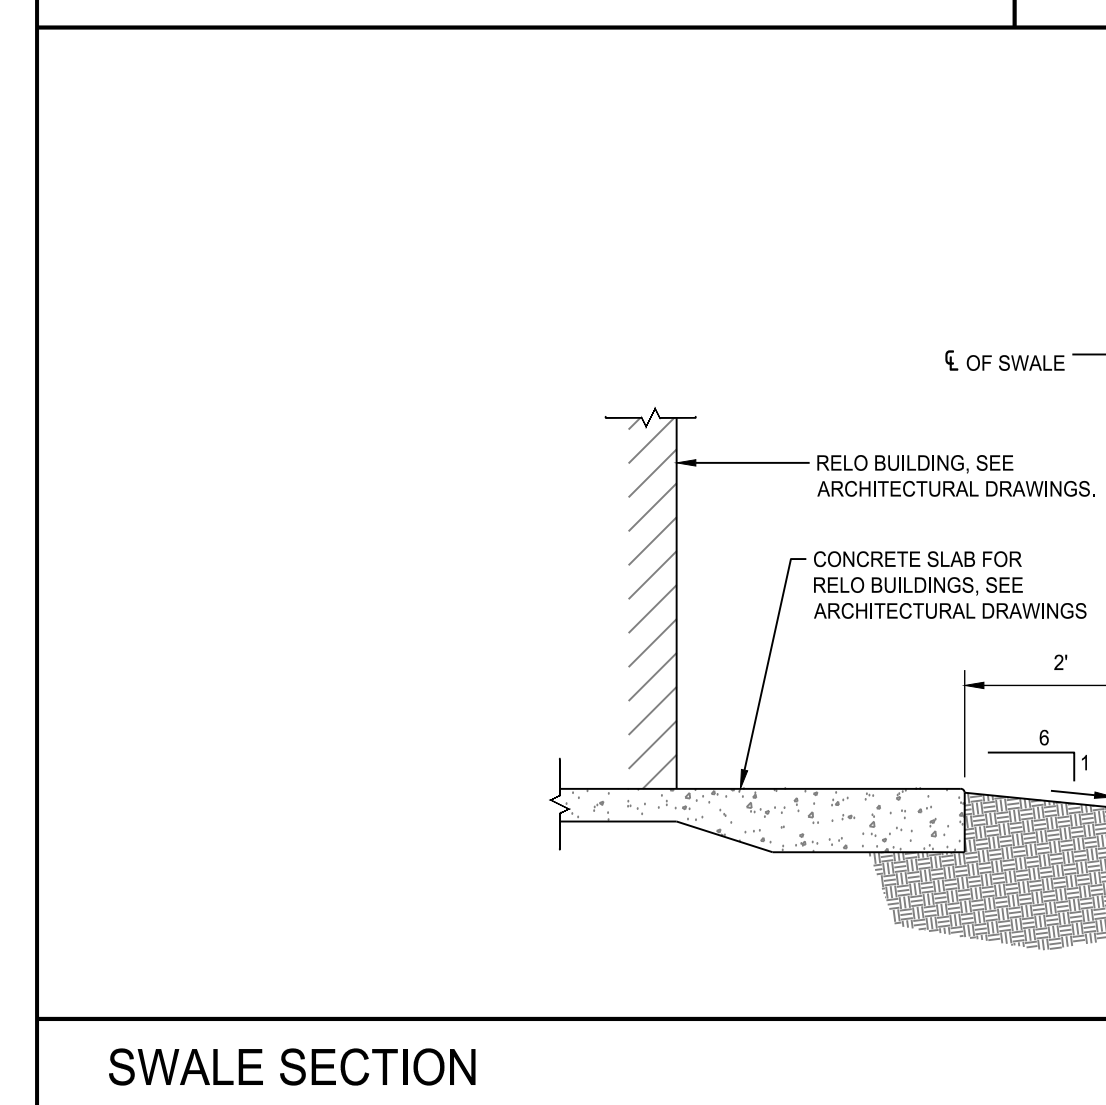 ℄ OF SWALE
RELO BUILDING, SEE
ARCHITECTURAL DRAWINGS.
CONCRETE SLAB FOR
RELO BUILDINGS, SEE
ARCHITECTURAL DRAWINGS
2'
6
1
SWALE SECTION